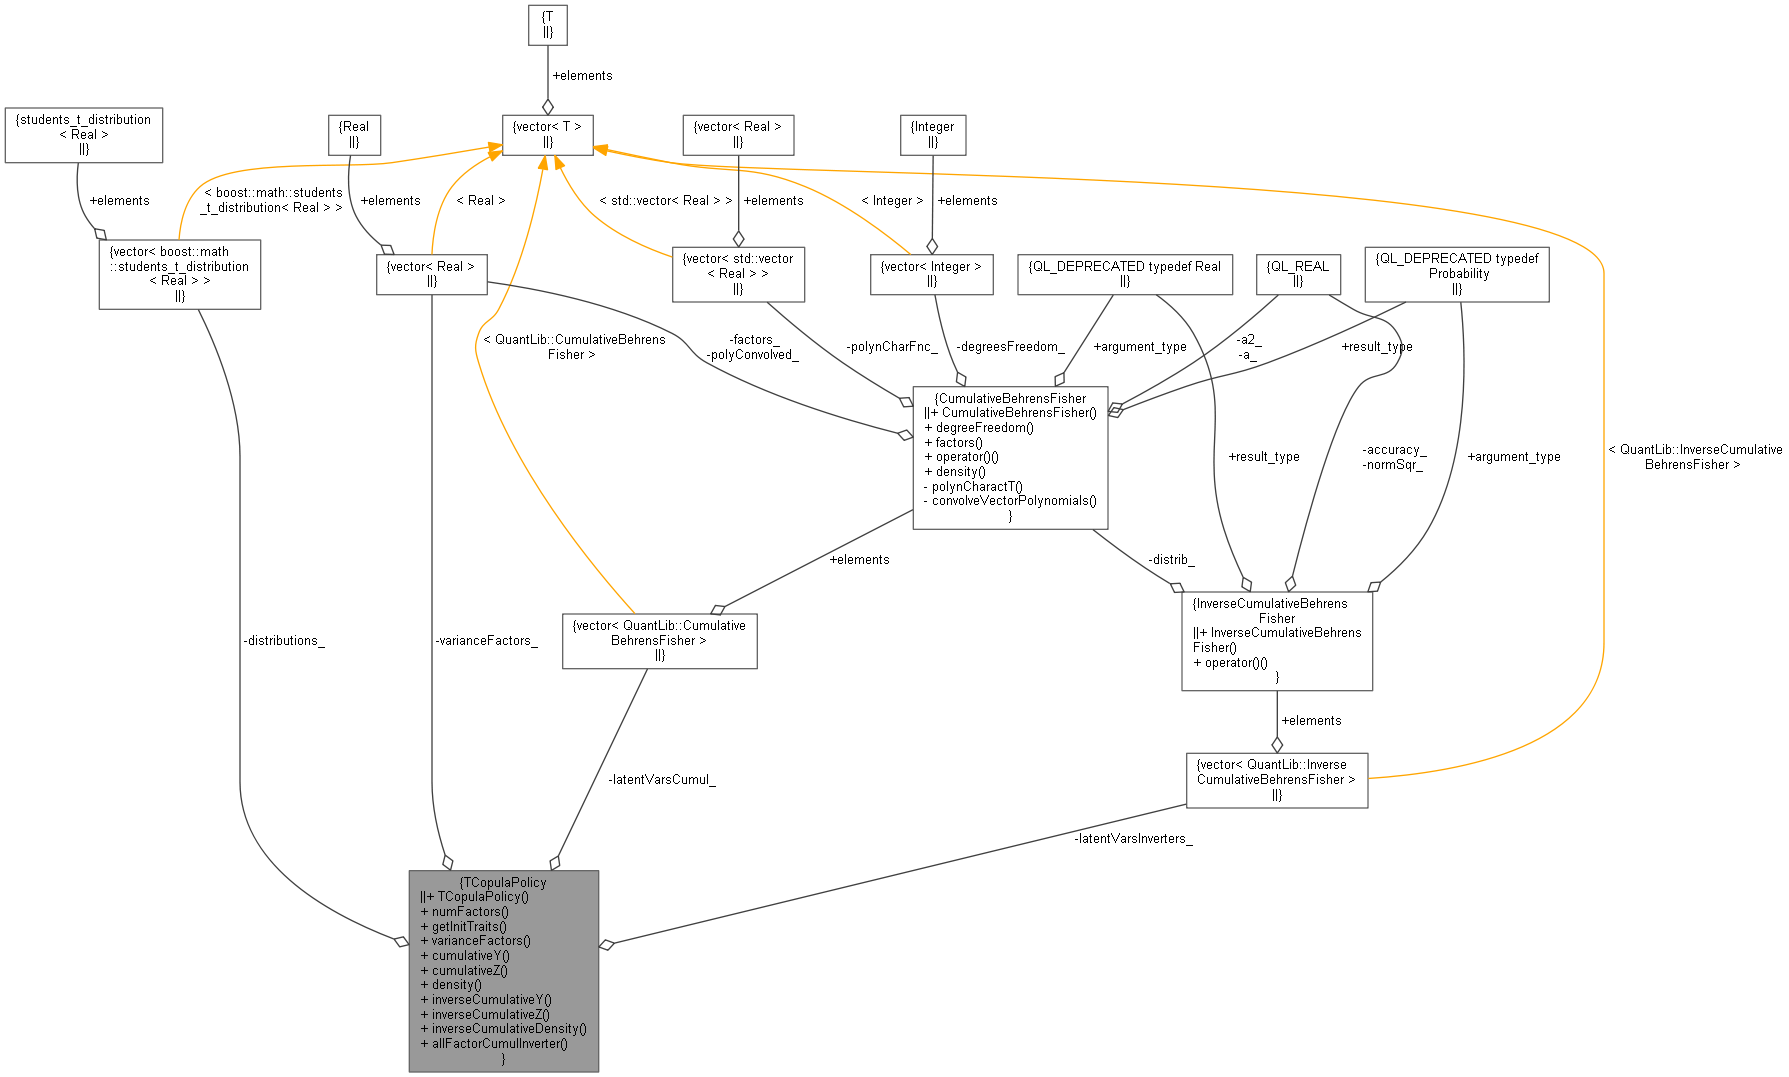 {T
||}
+elements
{students_t_distribution
< Real >
||}
{Real
||}
{vector< T >
||}
{vector< Real >
||}
{Integer
||}
+elements
< boost::math::students
_t_distribution< Real > >
+elements
< Real >
< std::vector< Real > >
+elements
< Integer >
+elements
{vector< boost::math
::students_t_distribution
< Real > >
||}
{vector< Real >
||}
{vector< std::vector
< Real > >
||}
{vector< Integer >
||}
{QL_DEPRECATED typedef Real
||}
{QL_REAL
||}
{QL_DEPRECATED typedef
Probability
||}
< QuantLib::CumulativeBehrens
Fisher >
-factors_
-polyConvolved_
-polynCharFnc_
-degreesFreedom_
+argument_type
-a2_
-a_
+result_type
{CumulativeBehrensFisher
||+ CumulativeBehrensFisher()
+ degreeFreedom()
+ factors()
+ operator()()
+ density()
- polynCharactT()
- convolveVectorPolynomials()
}
+result_type
-accuracy_
-normSqr_
+argument_type
< QuantLib::InverseCumulative
BehrensFisher >
+elements
-distrib_
{vector< QuantLib::Cumulative
BehrensFisher >
||}
{InverseCumulativeBehrens
Fisher
||+ InverseCumulativeBehrens
Fisher()
+ operator()()
}
-distributions_
-varianceFactors_
+elements
-latentVarsCumul_
{vector< QuantLib::Inverse
CumulativeBehrensFisher >
||}
-latentVarsInverters_
{TCopulaPolicy
||+ TCopulaPolicy()
+ numFactors()
+ getInitTraits()
+ varianceFactors()
+ cumulativeY()
+ cumulativeZ()
+ density()
+ inverseCumulativeY()
+ inverseCumulativeZ()
+ inverseCumulativeDensity()
+ allFactorCumulInverter()
}